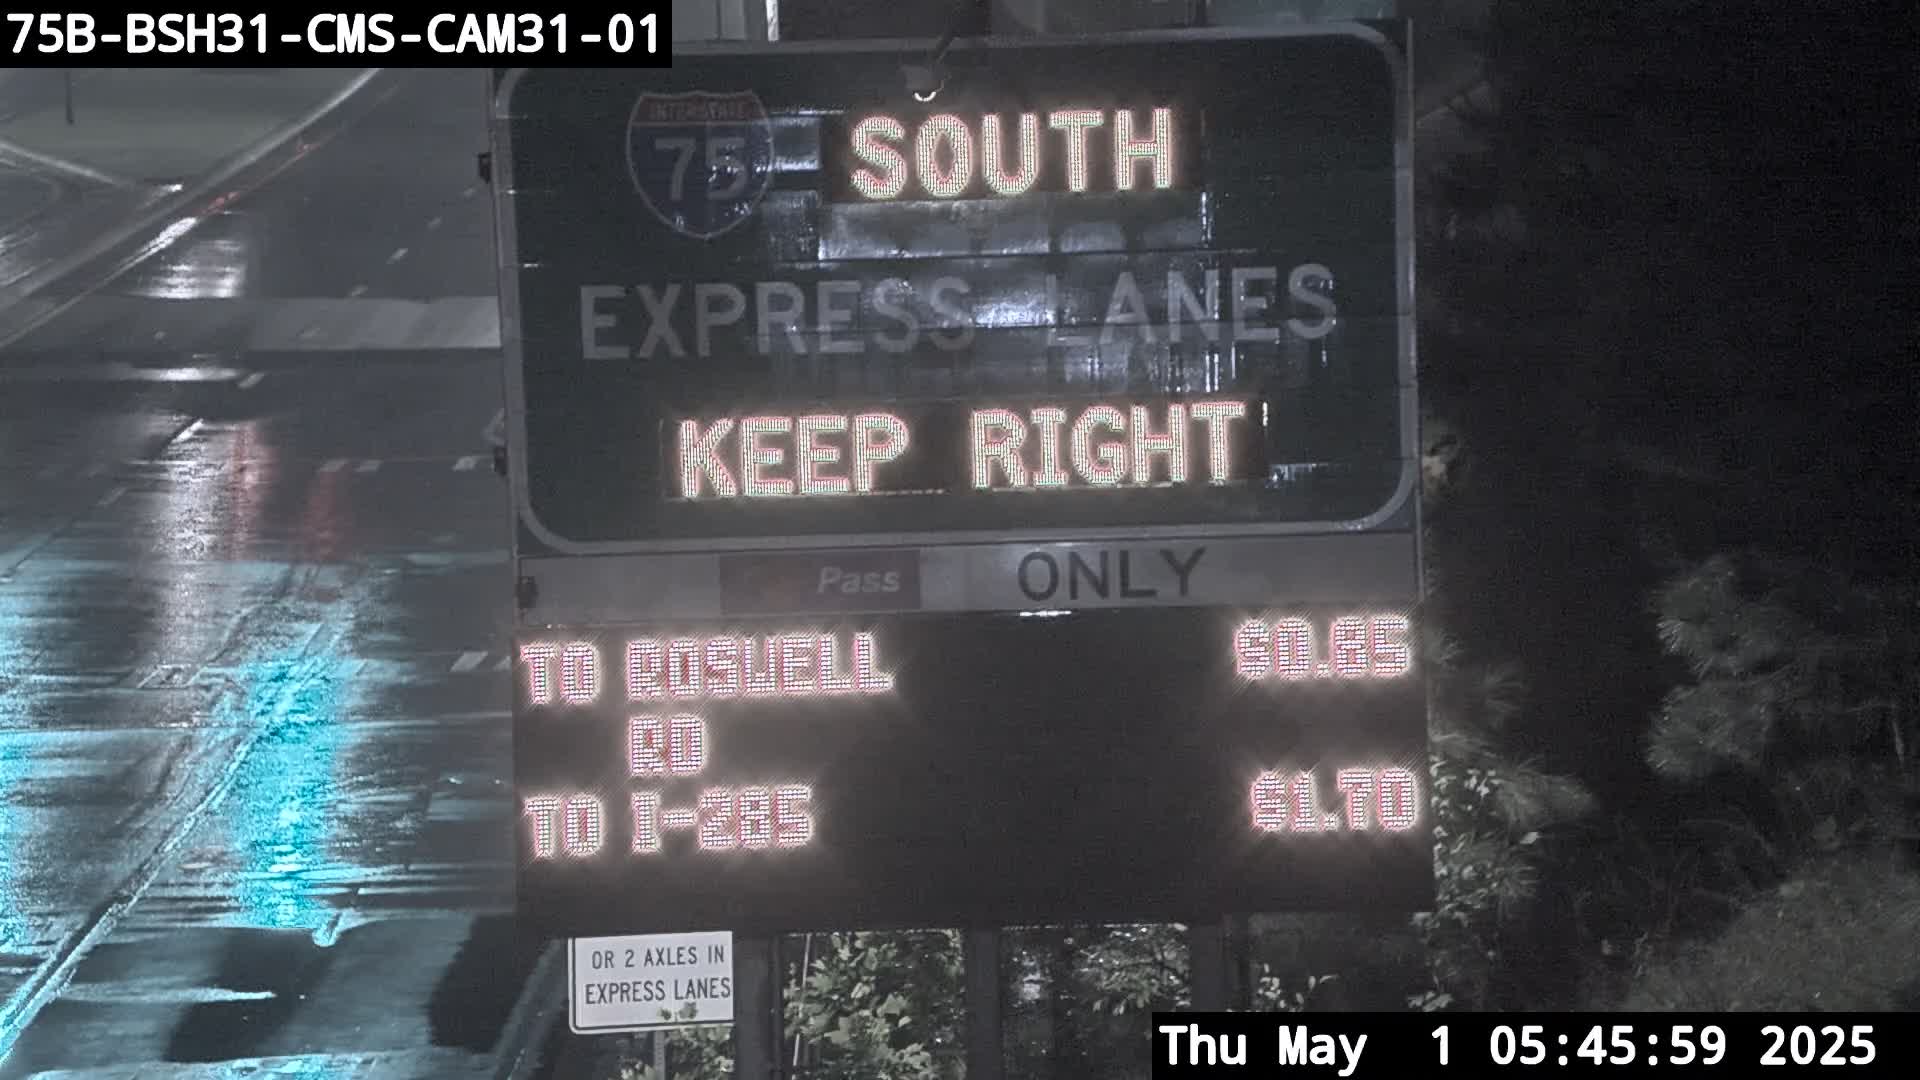 75B-BSH31-CMS-CAM31-01
INTERSTATE
75 SOUTH
EXPRESS LANES
KEEP RIGHT
Pass ONLY
TO ROSWELL $0.85
RD
TO I-285 $1.70
OR 2 AXLES IN
EXPRESS LANES
Thu May 1 05:45:59 2025